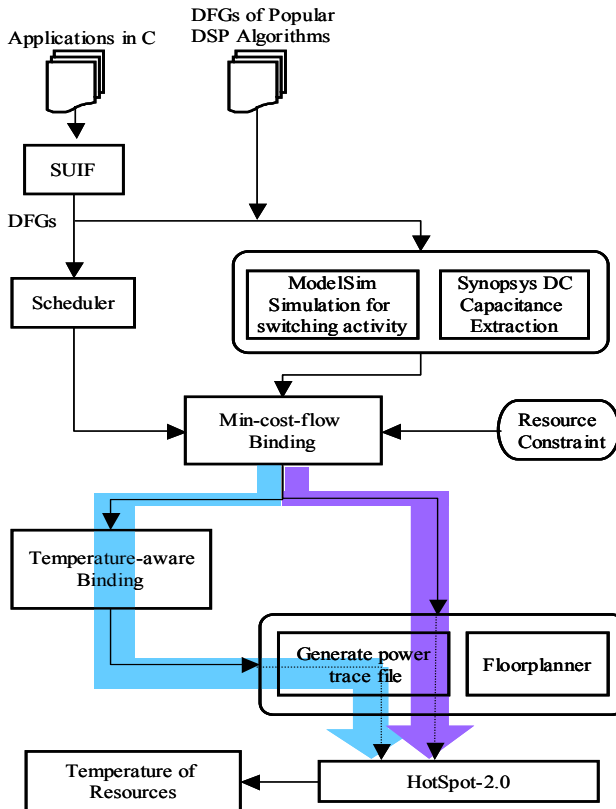 Applications in C
DFGs of Popular
DSP Algorithms
SUIF
DFGs
Scheduler
ModelSim
Simulation for
switching activity
Synopsys DC
Capacitance
Extraction
Min-cost-flow
Binding
Resource
Constraint
Temperature-aware
Binding
Generate power
trace file
Floorplanner
Temperature of
Resources
HotSpot-2.0